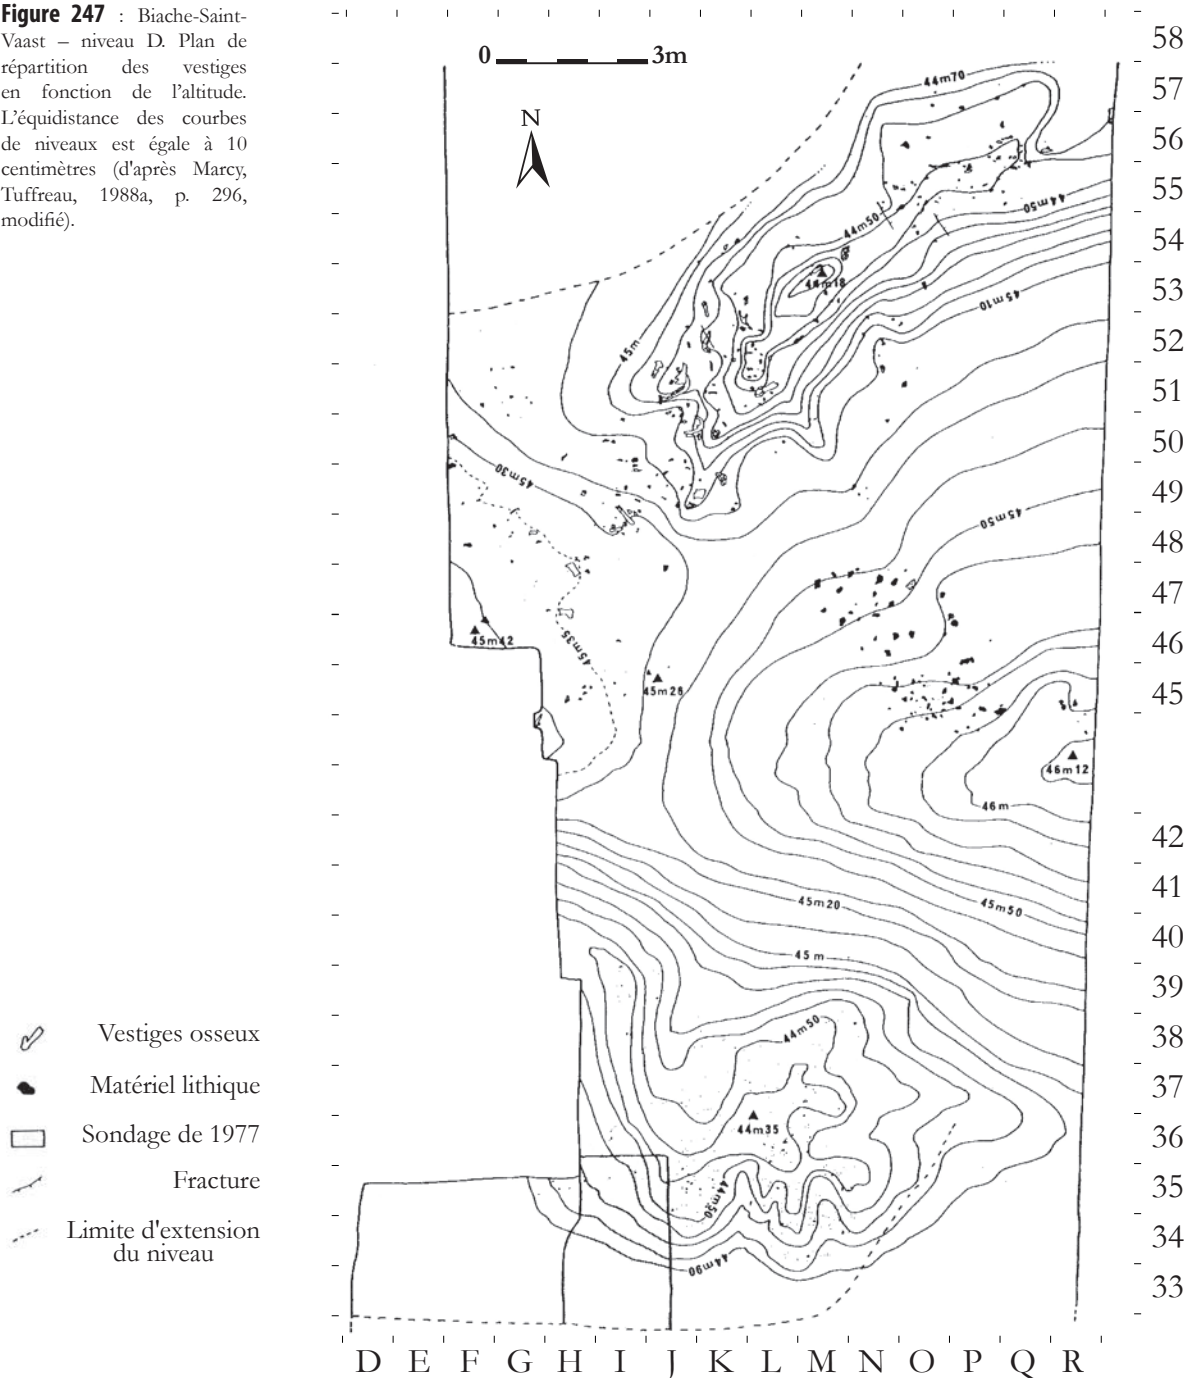 Figure 247 : Biache-Saint-
Vaast – niveau D. Plan de
répartition des vestiges
en fonction de l'altitude.
L'équidistance des courbes
de niveaux est égale à 10
centimètres (d'après Marcy,
Tuffreau, 1988a, p. 296,
modifié).
0 3m
N
58
57
56
55
54
53
52
51
50
49
48
47
46
45
42
41
40
39
38
37
36
35
34
33
44m70
44m50
44m50
44m18
45m10
45m
45m30
45m50
45m42
45m35
45m26
46m12
46m
45m20
45m50
45m
44m50
44m35
44m50
44m90
Vestiges osseux
Matériel lithique
Sondage de 1977
Fracture
Limite d'extension
du niveau
D E F G H I J K L M N O P Q R